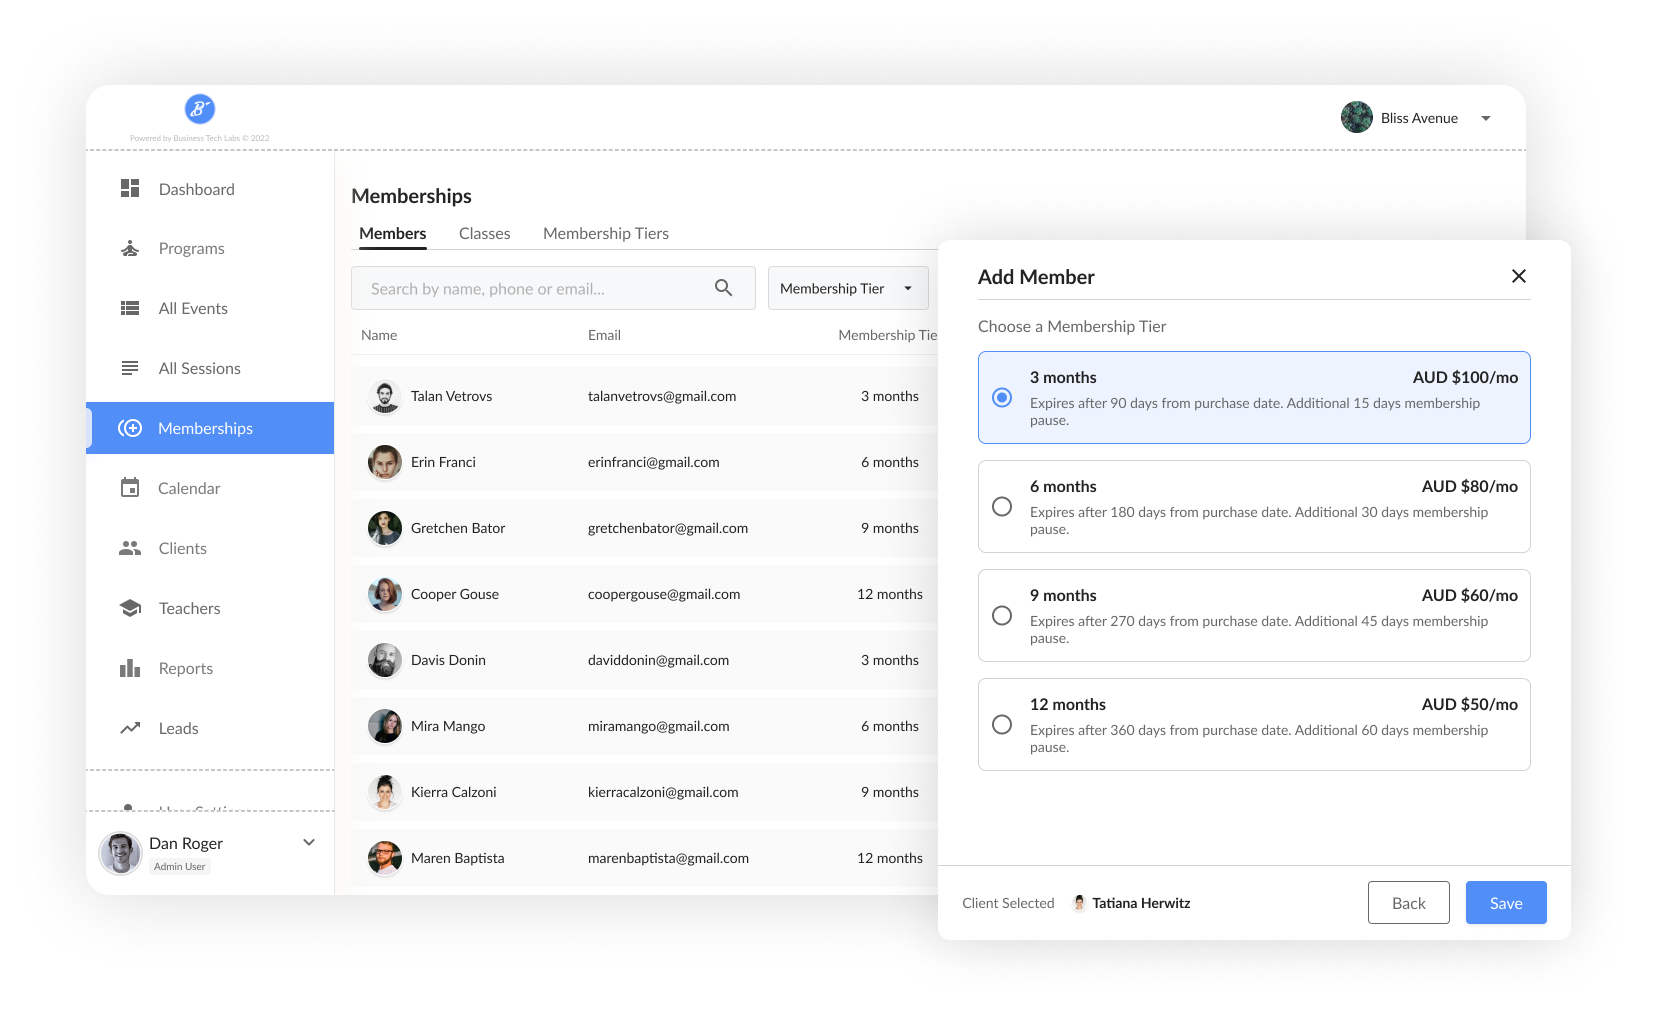 B
Powered by Business Tech Labs © 2022
Bliss Avenue
Dashboard
Programs
All Events
All Sessions
Memberships
Calendar
Clients
Teachers
Reports
Leads
Dan Roger
Admin User
Memberships
Members Classes Membership Tiers
Search by name, phone or email...
Membership Tier
Name Email Membership Tie
Talan Vetrovs talanvetrovs@gmail.com 3 months
Erin Franci erinfranci@gmail.com 6 months
Gretchen Bator gretchenbator@gmail.com 9 months
Cooper Gouse coopergouse@gmail.com 12 months
Davis Donin daviddonin@gmail.com 3 months
Mira Mango miramango@gmail.com 6 months
Kierra Calzoni kierracalzoni@gmail.com 9 months
Maren Baptista marenbaptista@gmail.com 12 months
Add Member
Choose a Membership Tier
3 months AUD $100/mo
Expires after 90 days from purchase date. Additional 15 days membership
pause.
6 months AUD $80/mo
Expires after 180 days from purchase date. Additional 30 days membership
pause.
9 months AUD $60/mo
Expires after 270 days from purchase date. Additional 45 days membership
pause.
12 months AUD $50/mo
Expires after 360 days from purchase date. Additional 60 days membership
pause.
Client Selected Tatiana Herwitz
Back
Save